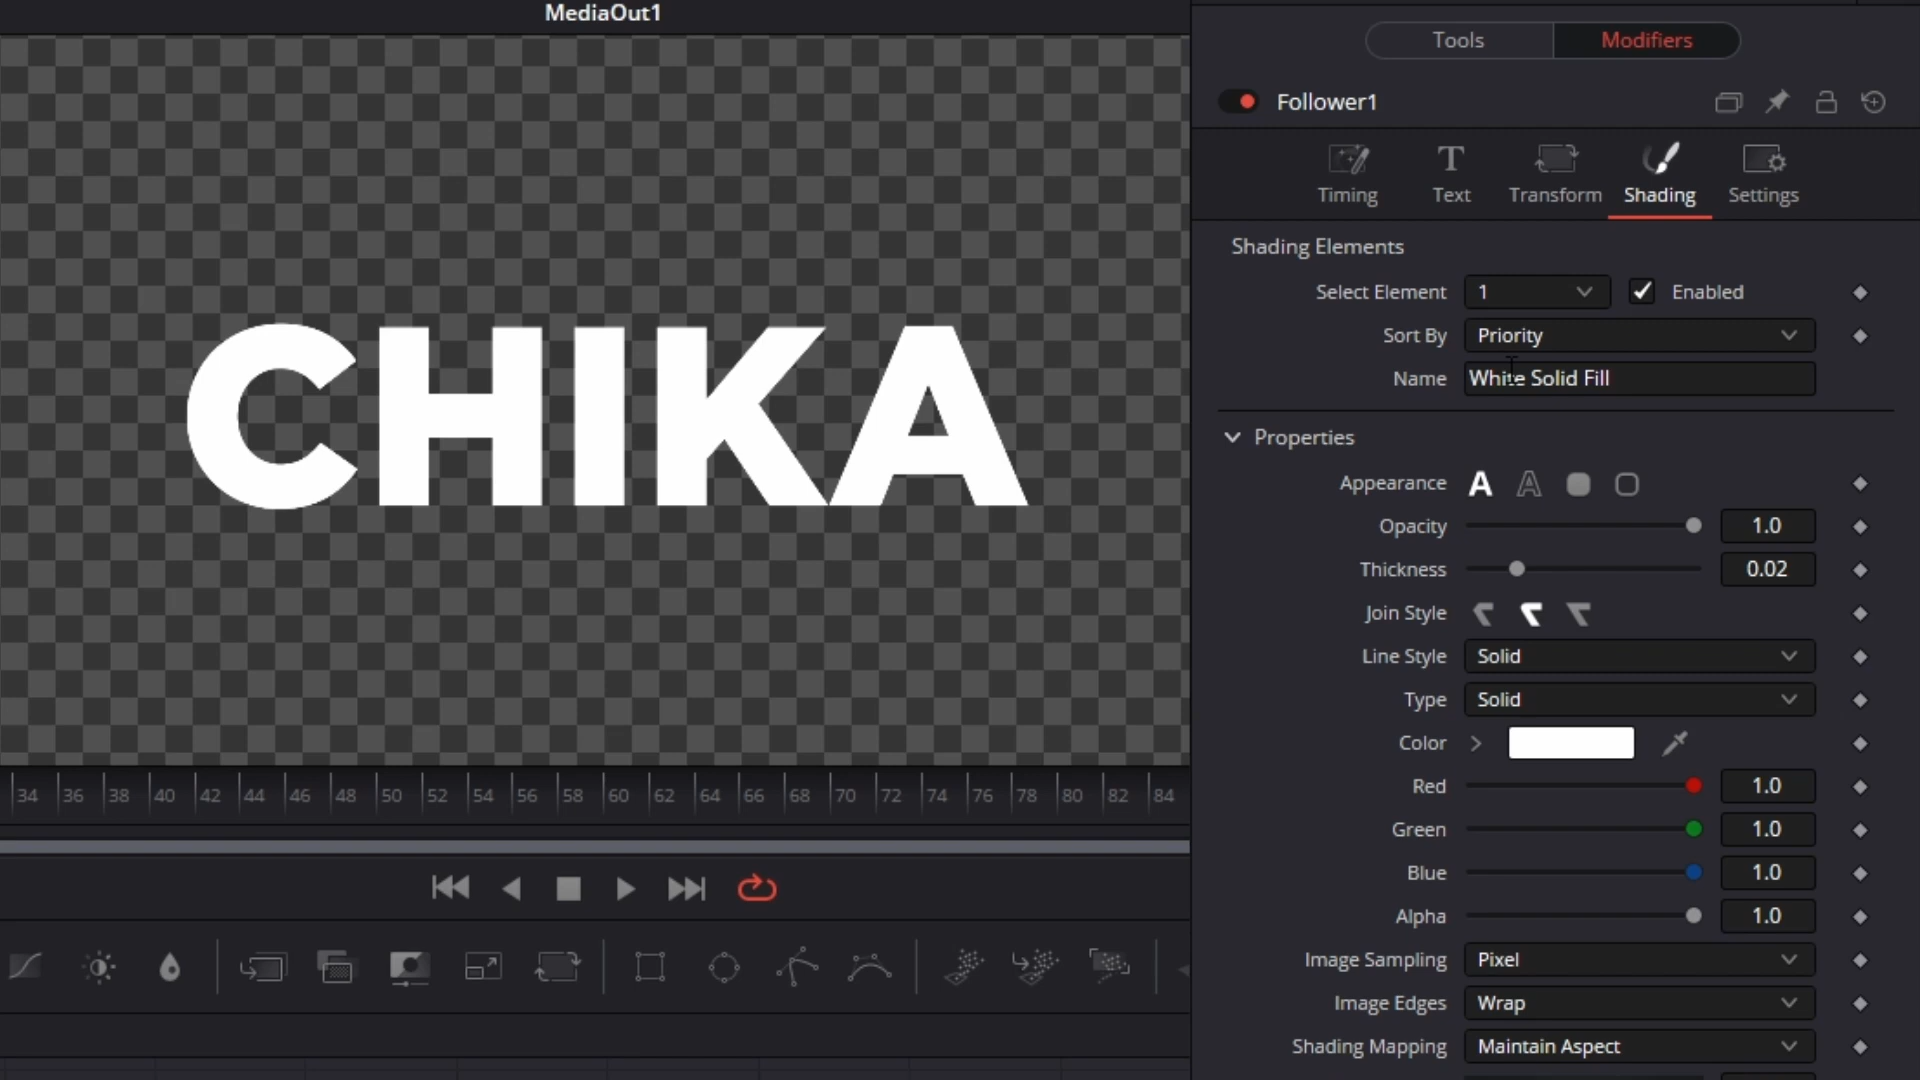 MediaOut1
CHIKA
34 36 38 40 42 44 46 48 50 52 54 56 58 60 62 64 66 68 70 72 74 76 78 80 82 84
Tools Modifiers
Follower1
Timing Text Transform Shading Settings
Shading Elements
Select Element 1 Enabled
Sort By Priority
Name White Solid Fill
Properties
Appearance A A
Opacity 1.0
Thickness 0.02
Join Style
Line Style Solid
Type Solid
Color
Red 1.0
Green 1.0
Blue 1.0
Alpha 1.0
Image Sampling Pixel
Image Edges Wrap
Shading Mapping Maintain Aspect